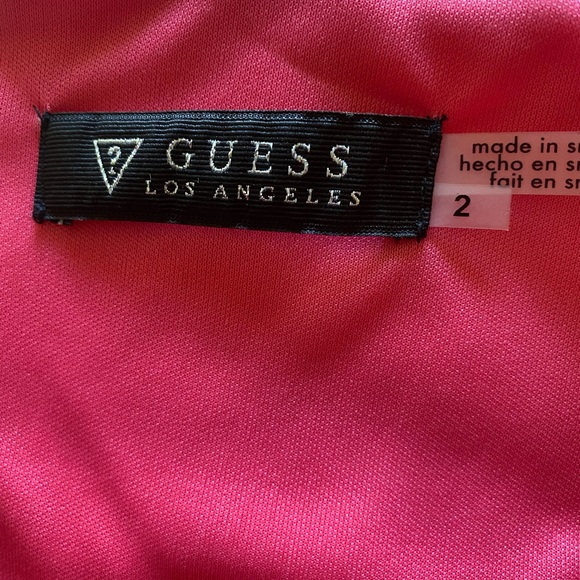 ?
GUESS
LOS ANGELES
made in
hecho en
fait en
2